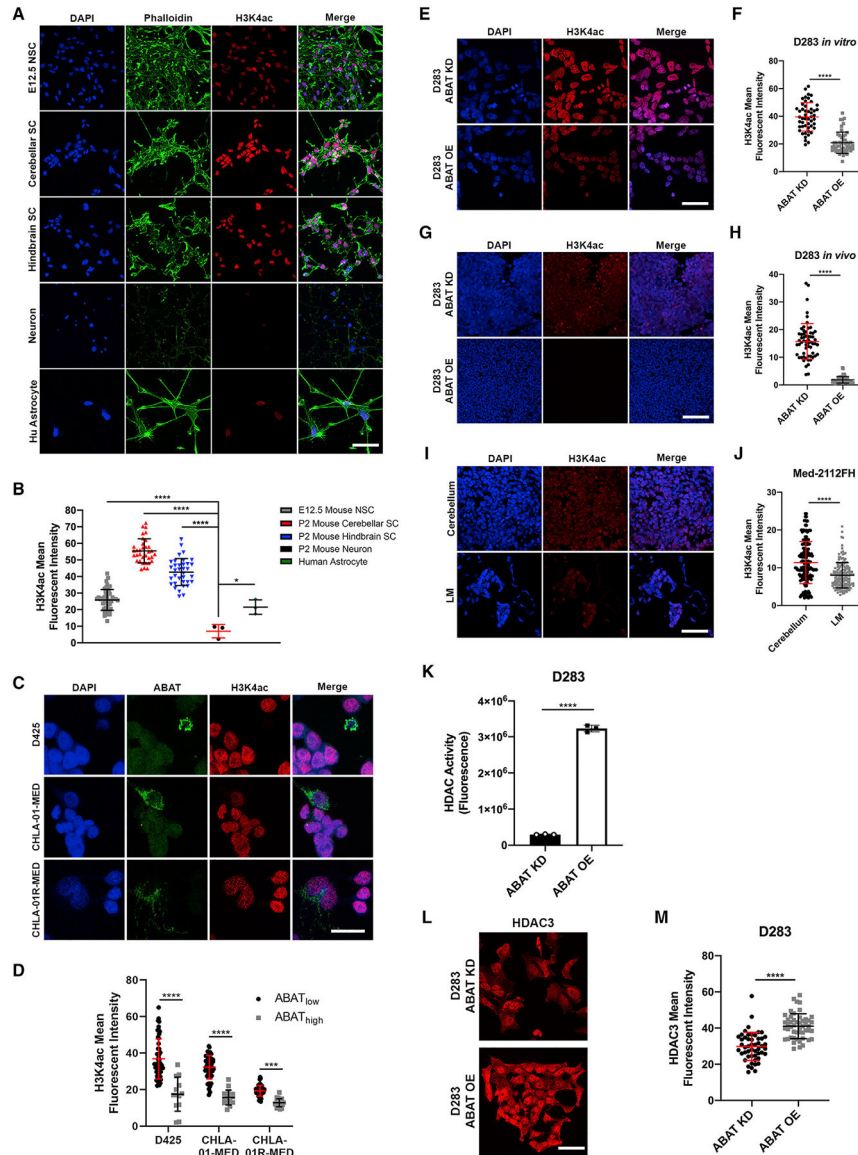 A
DAPI Phalloidin H3K4ac Merge
E12.5 NSC
Cerebellar SC
Hindbrain SC
Neuron
Hu Astrocyte
B
H3K4ac Mean
Fluorescent Intensity
80
70
60
50
40
30
20
10
0
****
****
****
*
E12.5 Mouse NSC
P2 Mouse Cerebellar SC
P2 Mouse Hindbrain SC
P2 Mouse Neuron
Human Astrocyte
C
DAPI ABAT H3K4ac Merge
D425
CHLA-01-MED
CHLA-01R-MED
D
H3K4ac Mean
Fluorescent Intensity
80
60
40
20
0
****
****
***
ABATlow
ABAThigh
D425
CHLA-
01-MED
CHLA-
01R-MED
E
DAPI H3K4ac Merge
D283
ABAT KD
D283
ABAT OE
F
D283 in vitro
H3K4ac Mean
Fluorescent Intensity
80
60
40
20
0
****
ABAT KD
ABAT OE
G
DAPI H3K4ac Merge
D283
ABAT KD
D283
ABAT OE
H
D283 in vivo
H3K4ac Mean
Flourescent Intensity
40
30
20
10
0
****
ABAT KD
ABAT OE
I
DAPI H3K4ac Merge
Cerebellum
LM
J
Med-2112FH
H3K4ac Mean
Flourescent Intensity
40
30
20
10
0
****
Cerebellum
LM
K
D283
HDAC Activity
(Fluorescence)
4×10⁶
3×10⁶
2×10⁶
1×10⁶
0
****
ABAT KD
ABAT OE
L
HDAC3
D283
ABAT KD
D283
ABAT OE
M
D283
HDAC3 Mean
Fluorescent Intensity
80
60
40
20
0
****
ABAT KD
ABAT OE